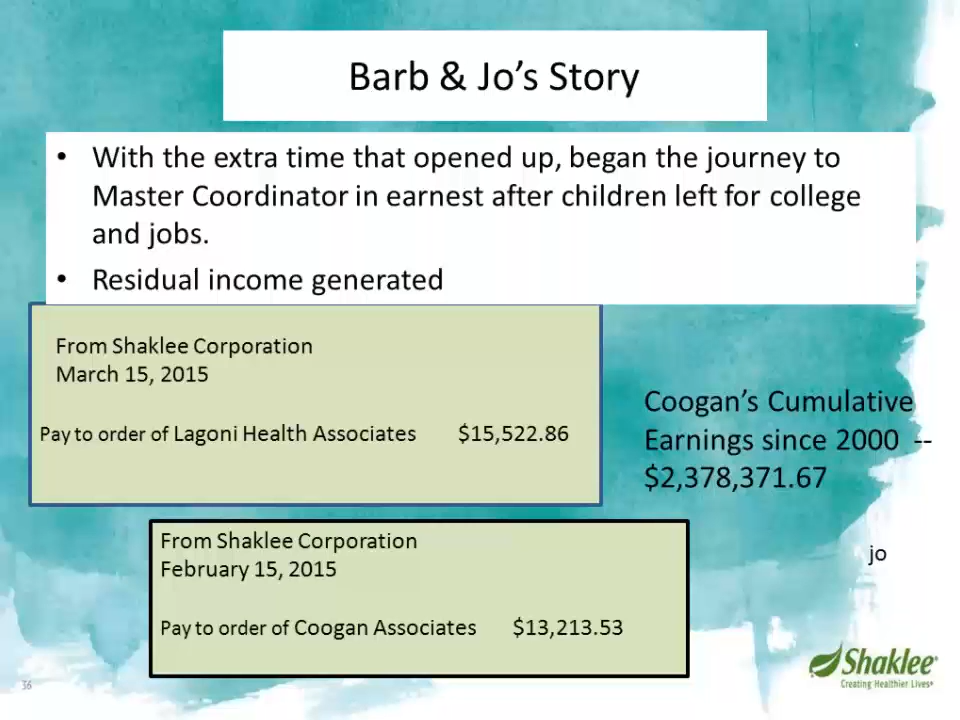 Barb & Jo's Story
• With the extra time that opened up, began the journey to
Master Coordinator in earnest after children left for college
and jobs.
• Residual income generated
From Shaklee Corporation
March 15, 2015
Pay to order of Lagoni Health Associates $15,522.86
Coogan's Cumulative
Earnings since 2000 --
$2,378,371.67
From Shaklee Corporation
February 15, 2015
Pay to order of Coogan Associates $13,213.53
jo
36
Shaklee®
Creating Healthier Lives®